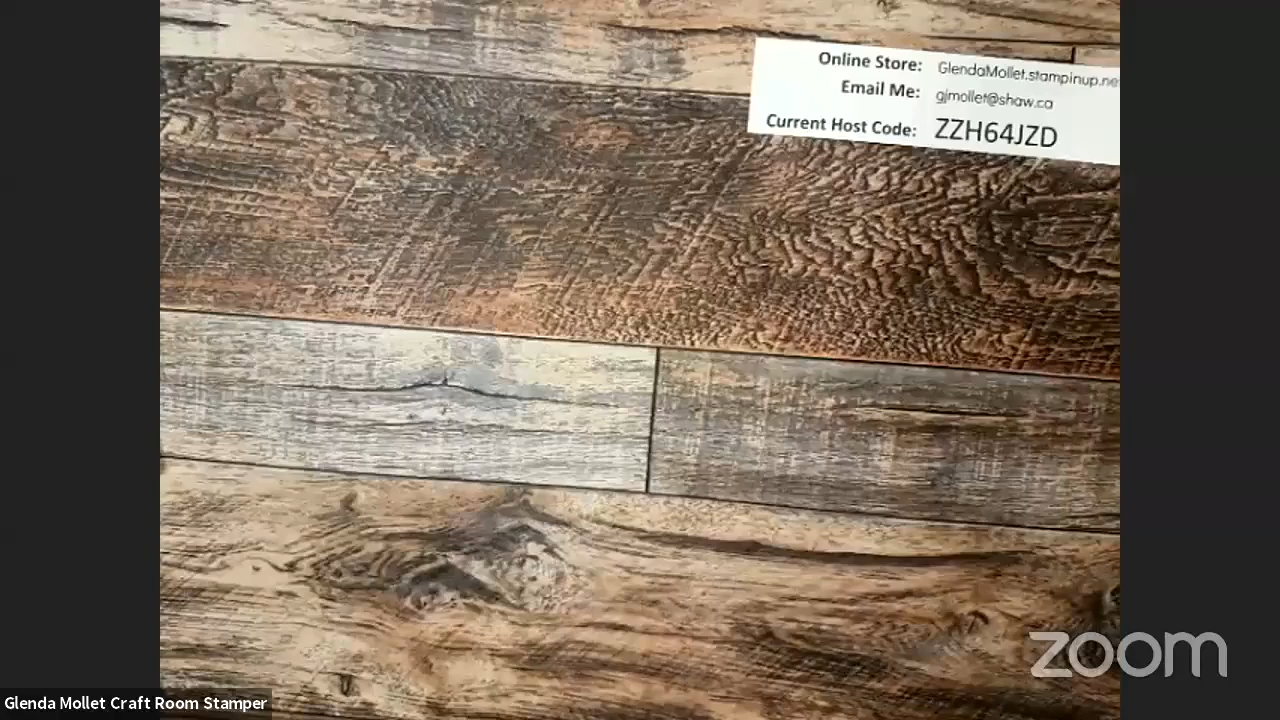 Online Store: GlendaMollet.stampinup.ne
Email Me: gjmollet@shaw.ca
Current Host Code: ZZH64JZD
zoom
Glenda Mollet Craft Room Stamper